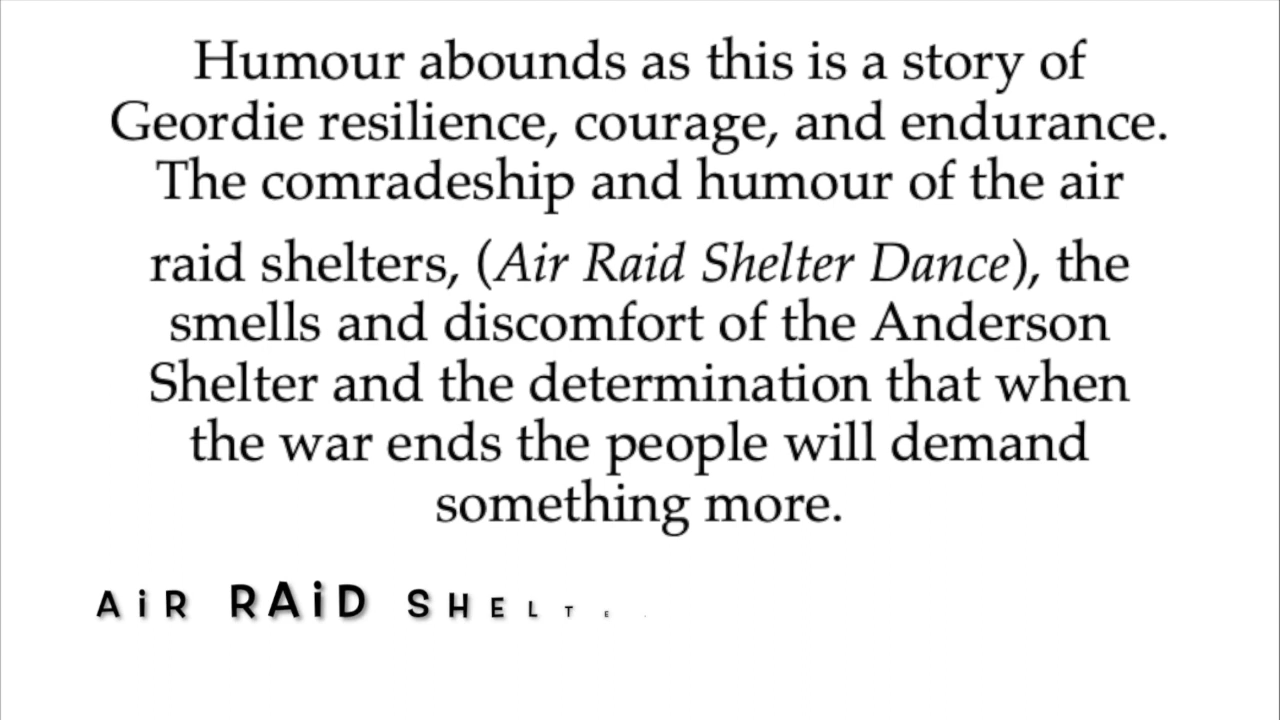 Humour abounds as this is a story of
Geordie resilience, courage, and endurance.
The comradeship and humour of the air
raid shelters, (Air Raid Shelter Dance), the
smells and discomfort of the Anderson
Shelter and the determination that when
the war ends the people will demand
something more.
AiR RAiD SHELTE